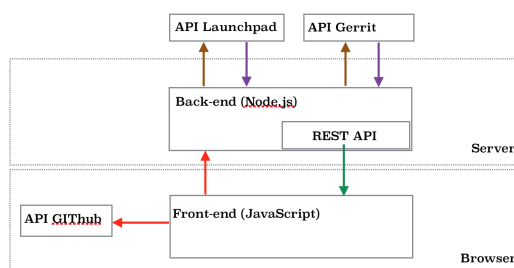 API Launchpad
API Gerrit
Back-end (Node.js)
REST API
Server
Front-end (JavaScript)
API GIThub
Browser